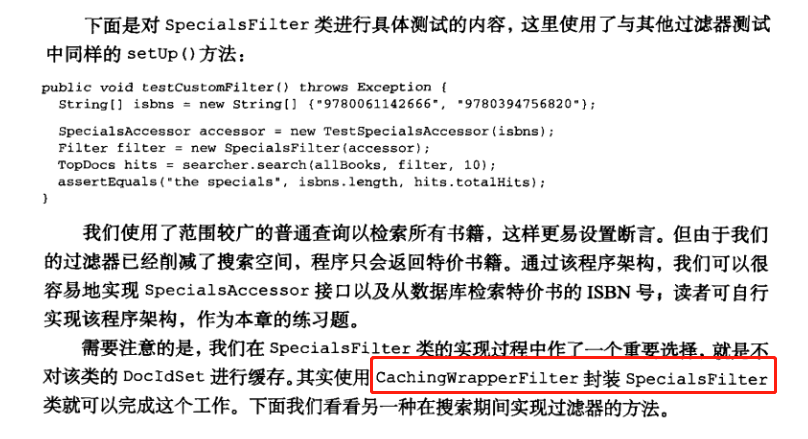 下面是对 SpecialsFilter 类进行具体测试的内容，这里使用了与其他过滤器测试
中同样的 setUp()方法：
public void testCustomFilter() throws Exception {
  String[] isbns = new String[] {"9780061142666", "9780394756820"};
  SpecialsAccessor accessor = new TestSpecialsAccessor(isbns);
  Filter filter = new SpecialsFilter(accessor);
  TopDocs hits = searcher.search(allBooks, filter, 10);
  assertEquals("the specials", isbns.length, hits.totalHits);
}
我们使用了范围较广的普通查询以检索所有书籍，这样更易设置断言。但由于我们
的过滤器已经削减了搜索空间，程序只会返回特价书籍。通过该程序架构，我们可以很
容易地实现 SpecialsAccessor 接口以及从数据库检索特价书的 ISBN 号；读者可自行
实现该程序架构，作为本章的练习题。
需要注意的是，我们在 SpecialsFilter 类的实现过程中作了一个重要选择，就是不
对该类的 DocIdSet 进行缓存。其实使用 CachingWrapperFilter 封装 SpecialsFilter
类就可以完成这个工作。下面我们看看另一种在搜索期间实现过滤器的方法。